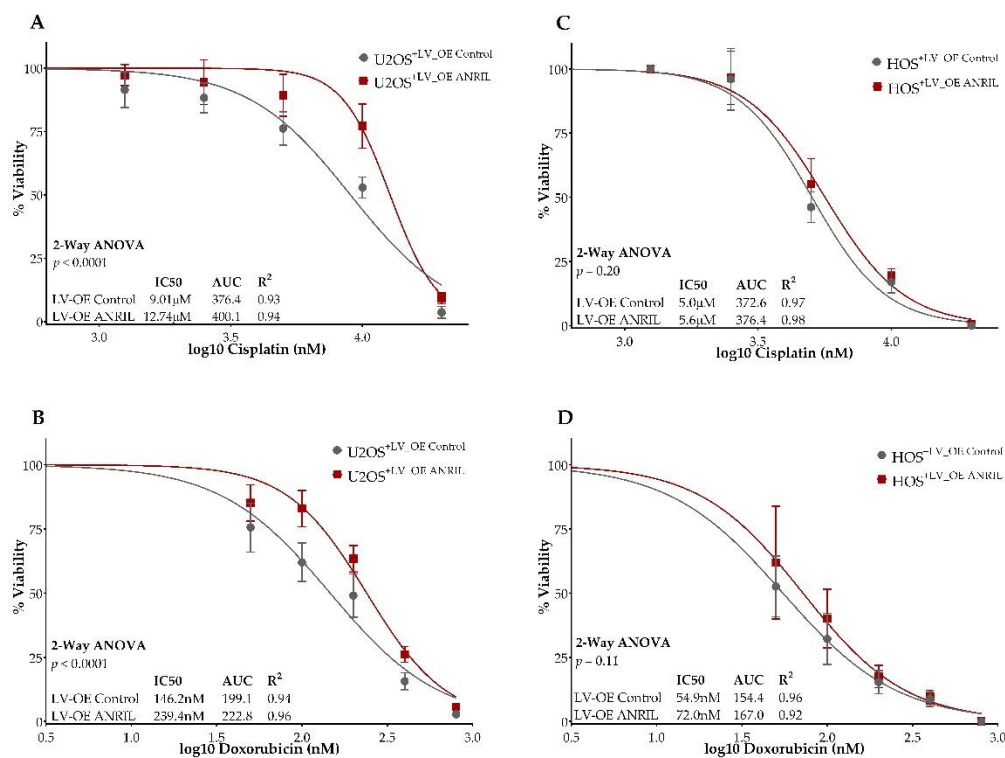 A
U2OS+LV_OE Control
U2OS+LV_OE ANRIL
% Viability
100
75
50
25
0
2-Way ANOVA
p < 0.0001
IC50 AUC R2
LV-OE Control 9.01µM 376.4 0.93
LV-OE ANRIL 12.74µM 400.1 0.94
3.0 3.5 4.0
log10 Cisplatin (nM)
C
HOS+LV_OE Control
HOS+LV_OE ANRIL
% Viability
100
75
50
25
0
2-Way ANOVA
p = 0.20
IC50 AUC R2
LV-OE Control 5.0µM 372.6 0.97
LV-OE ANRIL 5.6µM 376.4 0.98
3.0 3.5 4.0
log10 Cisplatin (nM)
B
U2OS+LV_OE Control
U2OS+LV_OE ANRIL
% Viability
100
75
50
25
0
2-Way ANOVA
p < 0.0001
IC50 AUC R2
LV-OE Control 146.2nM 199.1 0.94
LV-OE ANRIL 239.4nM 222.8 0.96
0.5 1.0 1.5 2.0 2.5 3.0
log10 Doxorubicin (nM)
D
HOS+LV_OE Control
HOS+LV_OE ANRIL
% Viability
100
75
50
25
0
2-Way ANOVA
p = 0.11
IC50 AUC R2
LV-OE Control 54.9nM 154.4 0.96
LV-OE ANRIL 72.0nM 167.0 0.92
0.5 1.0 1.5 2.0 2.5 3.0
log10 Doxorubicin (nM)